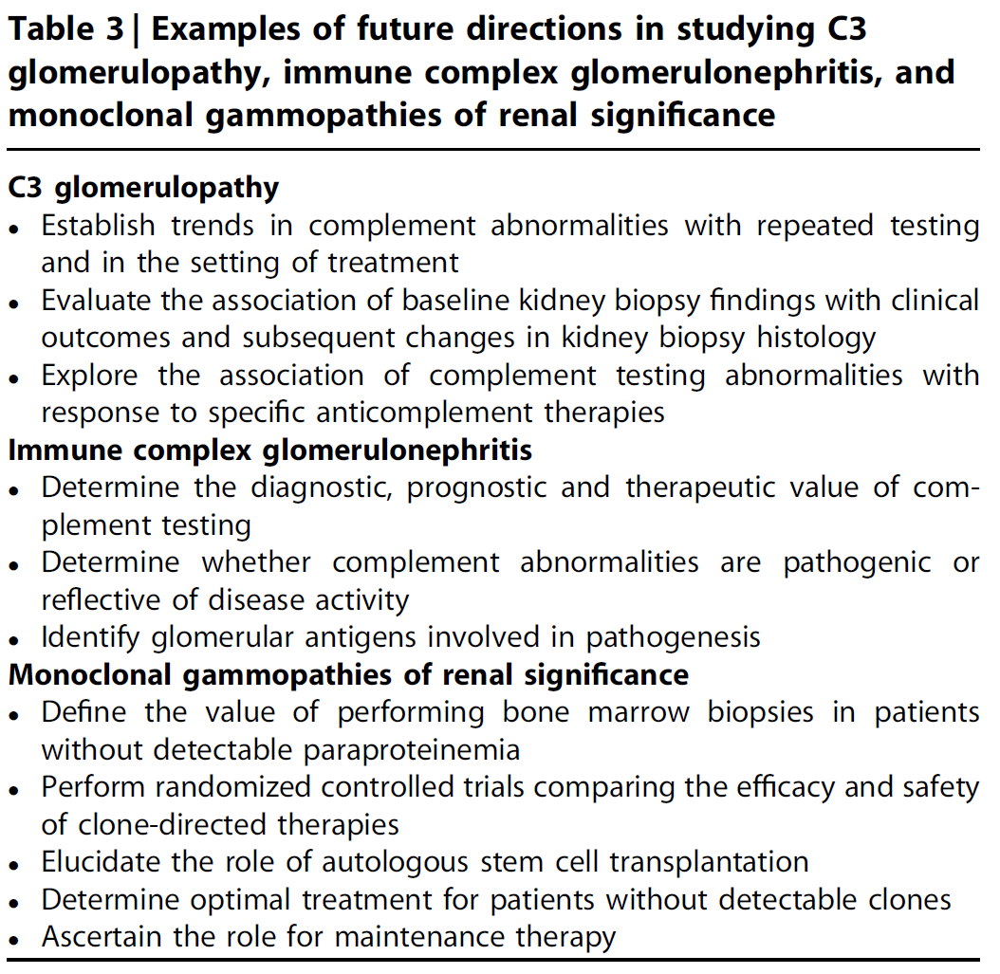 Table 3 | Examples of future directions in studying C3
glomerulopathy, immune complex glomerulonephritis, and
monoclonal gammopathies of renal significance
C3 glomerulopathy
• Establish trends in complement abnormalities with repeated testing
and in the setting of treatment
• Evaluate the association of baseline kidney biopsy findings with clinical
outcomes and subsequent changes in kidney biopsy histology
• Explore the association of complement testing abnormalities with
response to specific anticomplement therapies
Immune complex glomerulonephritis
• Determine the diagnostic, prognostic and therapeutic value of com-
plement testing
• Determine whether complement abnormalities are pathogenic or
reflective of disease activity
• Identify glomerular antigens involved in pathogenesis
Monoclonal gammopathies of renal significance
• Define the value of performing bone marrow biopsies in patients
without detectable paraproteinemia
• Perform randomized controlled trials comparing the efficacy and safety
of clone-directed therapies
• Elucidate the role of autologous stem cell transplantation
• Determine optimal treatment for patients without detectable clones
• Ascertain the role for maintenance therapy